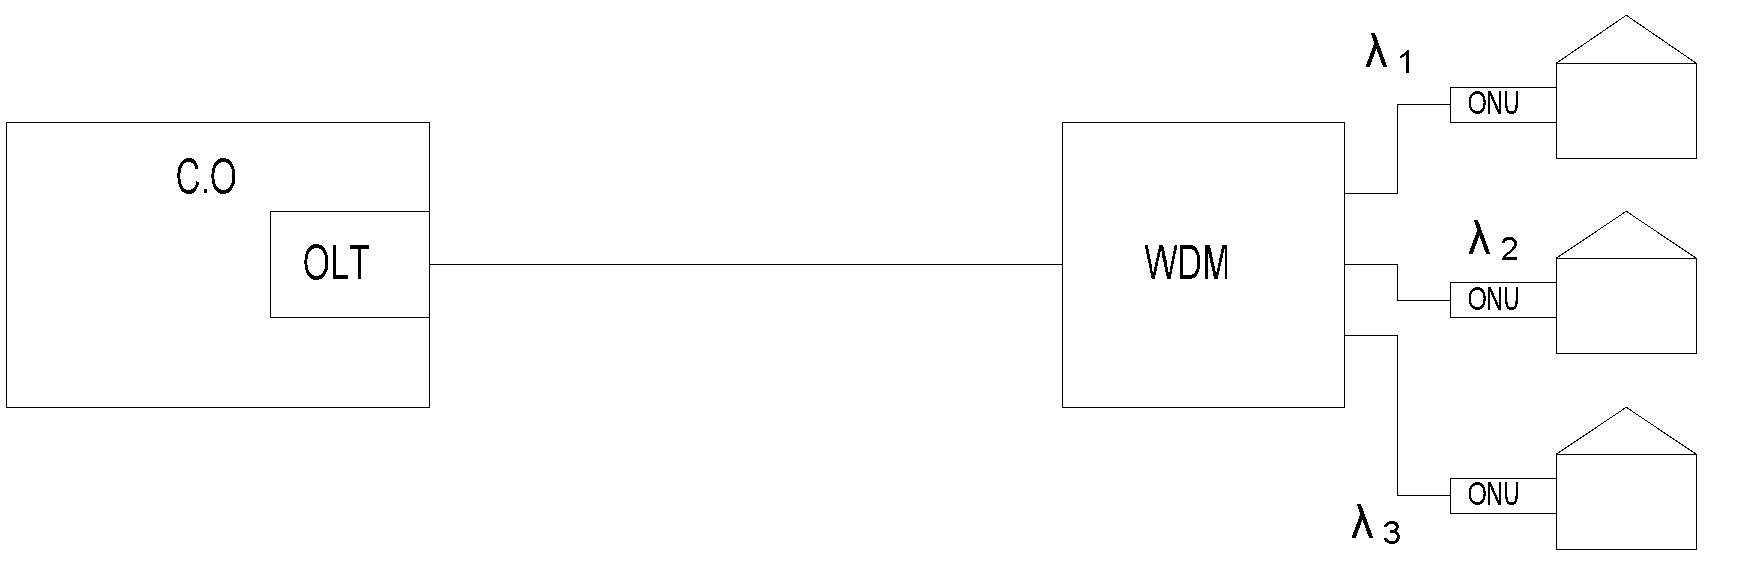 C.O
OLT
WDM
λ 1
ONU
λ 2
ONU
ONU
λ 3